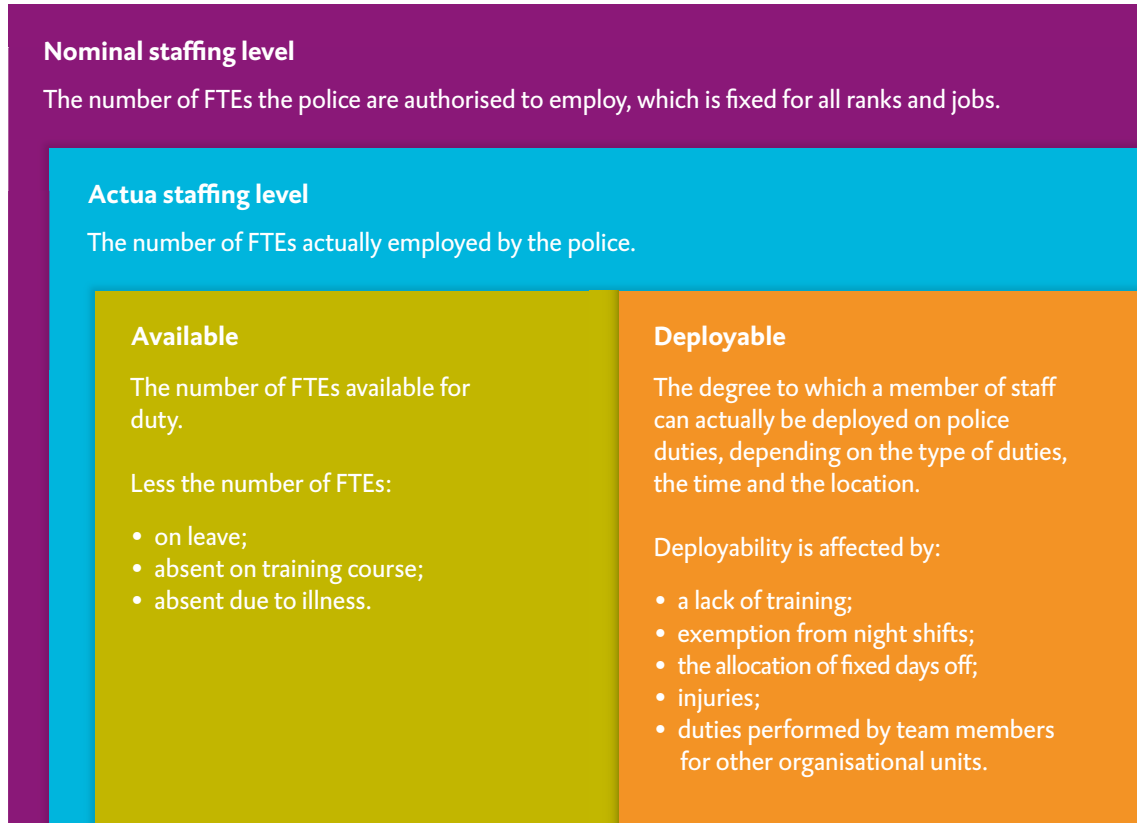 Nominal staffing level
The number of FTEs the police are authorised to employ, which is fixed for all ranks and jobs.
Actua staffing level
The number of FTEs actually employed by the police.
Available
The number of FTEs available for
duty.
Less the number of FTEs:
• on leave;
• absent on training course;
• absent due to illness.
Deployable
The degree to which a member of staff
can actually be deployed on police
duties, depending on the type of duties,
the time and the location.
Deployability is affected by:
• a lack of training;
• exemption from night shifts;
• the allocation of fixed days off;
• injuries;
• duties performed by team members
for other organisational units.